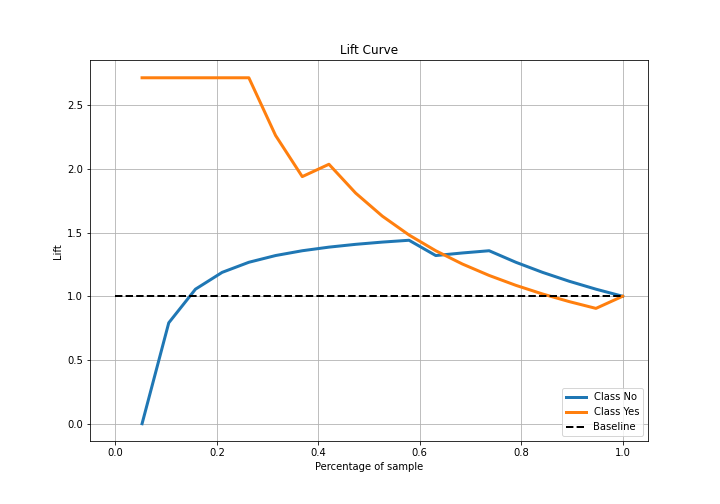 Lift Curve
Lift
2.5
2.0
1.5
1.0
0.5
0.0
0.0 0.2 0.4 0.6 0.8 1.0
Percentage of sample
Class No
Class Yes
Baseline